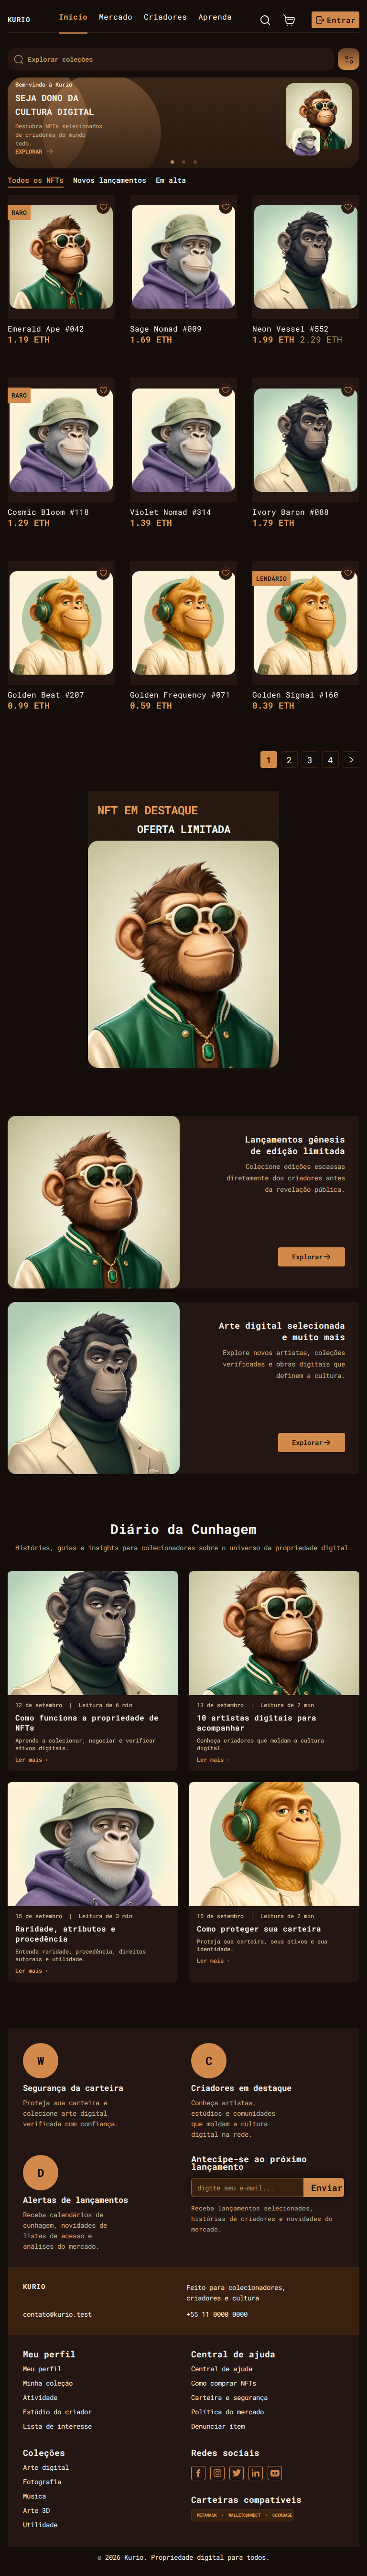 KURIO
Início
Mercado
Criadores
Aprenda
Entrar
Explorar coleções
Bem-vindo à Kurio
SEJA DONO DA
CULTURA DIGITAL
Descubra NFTs selecionados
de criadores do mundo
todo.
EXPLORAR →
Todos os NFTs
Novos lançamentos
Em alta
RARO
Emerald Ape #042
1.19 ETH
Sage Nomad #009
1.69 ETH
Neon Vessel #552
1.99 ETH 2.29 ETH
RARO
Cosmic Bloom #118
1.29 ETH
Violet Nomad #314
1.39 ETH
Ivory Baron #088
1.79 ETH
Golden Beat #207
0.99 ETH
Golden Frequency #071
0.59 ETH
LENDÁRIO
Golden Signal #160
0.39 ETH
1 2 3 4
NFT EM DESTAQUE
OFERTA LIMITADA
Lançamentos gênesis
de edição limitada
Colecione edições escassas
diretamente dos criadores antes
da revelação pública.
Explorar→
Arte digital selecionada
e muito mais
Explore novos artistas, coleções
verificadas e obras digitais que
definem a cultura.
Explorar→
Diário da Cunhagem
Histórias, guias e insights para colecionadores sobre o universo da propriedade digital.
12 de setembro | Leitura de 6 min
Como funciona a propriedade de
NFTs
Aprenda a colecionar, negociar e verificar
ativos digitais.
Ler mais →
13 de setembro | Leitura de 2 min
10 artistas digitais para
acompanhar
Conheça criadores que moldam a cultura
digital.
Ler mais →
15 de setembro | Leitura de 3 min
Raridade, atributos e
procedência
Entenda raridade, procedência, direitos
autorais e utilidade.
Ler mais →
15 de setembro | Leitura de 2 min
Como proteger sua carteira
Proteja sua carteira, seus ativos e sua
identidade.
Ler mais →
W
Segurança da carteira
Proteja sua carteira e
colecione arte digital
verificada com confiança.
C
Criadores em destaque
Conheça artistas,
estúdios e comunidades
que moldam a cultura
digital na rede.
D
Alertas de lançamentos
Receba calendários de
cunhagem, novidades de
listas de acesso e
análises do mercado.
Antecipe-se ao próximo
lançamento
digite seu e-mail...
Enviar
Receba lançamentos selecionados,
histórias de criadores e novidades do
mercado.
KURIO
Feito para colecionadores,
criadores e cultura
contato@kurio.test
+55 11 0000 0000
Meu perfil
Meu perfil
Minha coleção
Atividade
Estúdio do criador
Lista de interesse
Central de ajuda
Central de ajuda
Como comprar NFTs
Carteira e segurança
Política do mercado
Denunciar item
Coleções
Arte digital
Fotografia
Música
Arte 3D
Utilidade
Redes sociais
Carteiras compatíveis
METAMASK • WALLETCONNECT • COINBASE
© 2026 Kurio. Propriedade digital para todos.